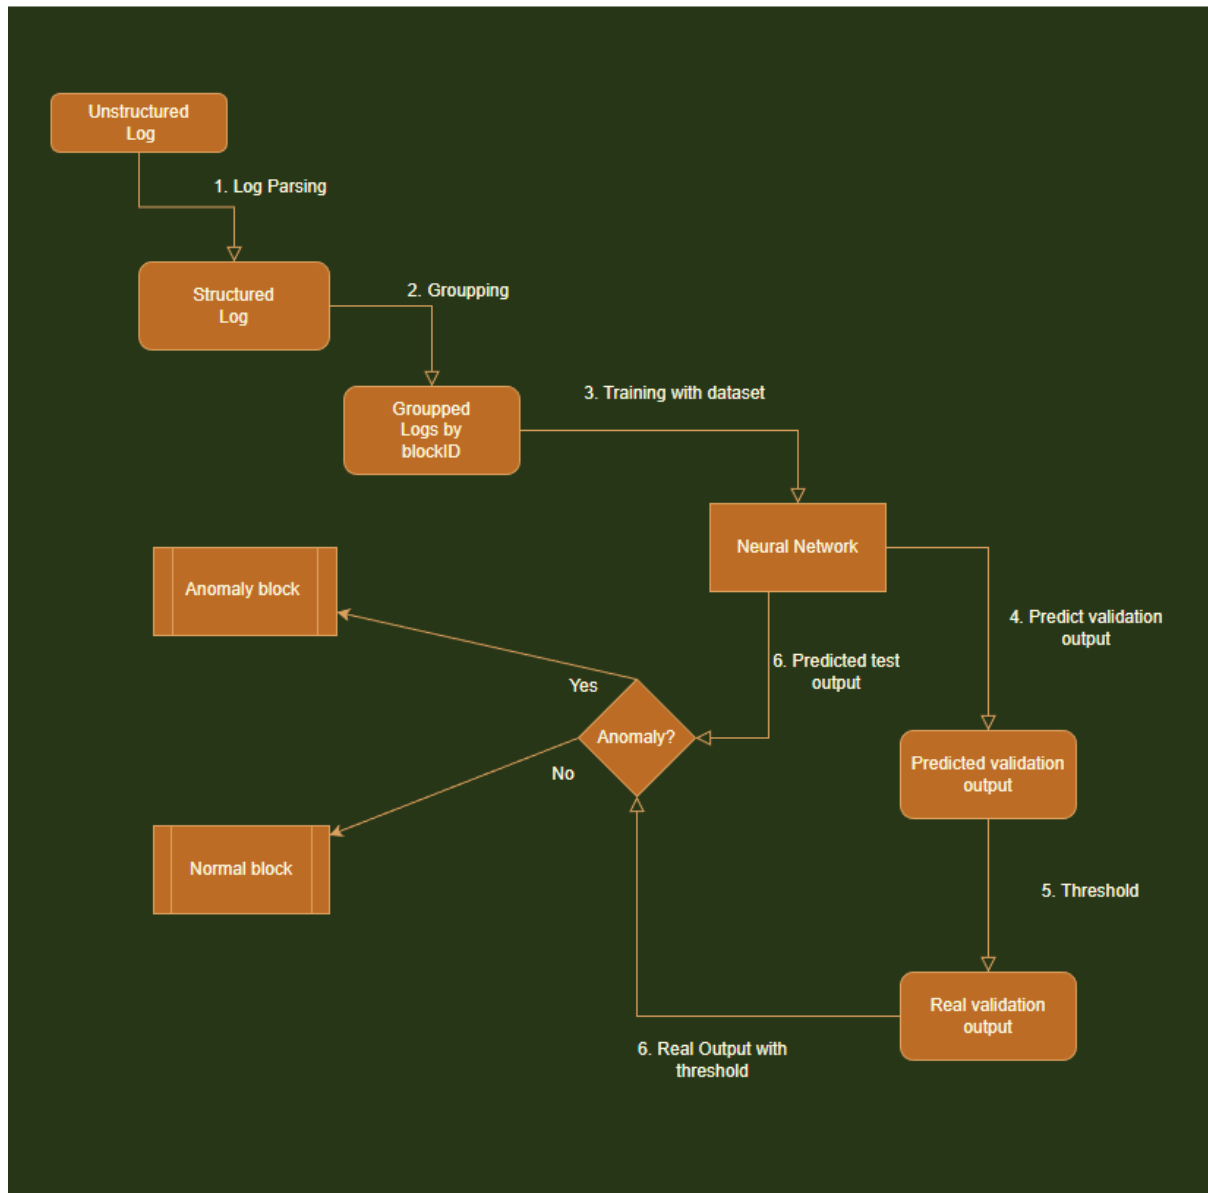 Unstructured
Log
1. Log Parsing
Structured
Log
2. Groupping
Groupped
Logs by
blockID
3. Training with dataset
Neural Network
4. Predict validation
output
6. Predicted test
output
Anomaly block
Yes
Anomaly?
No
Predicted validation
output
Normal block
5. Threshold
Real validation
output
6. Real Output with
threshold